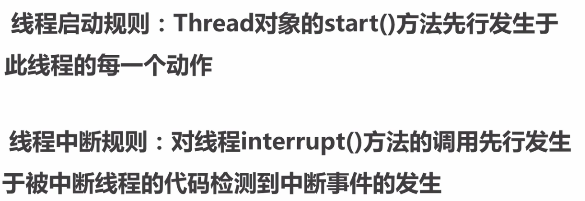 线程启动规则：Thread对象的start()方法先行发生于
此线程的每一个动作
线程中断规则：对线程interrupt()方法的调用先行发生
于被中断线程的代码检测到中断事件的发生